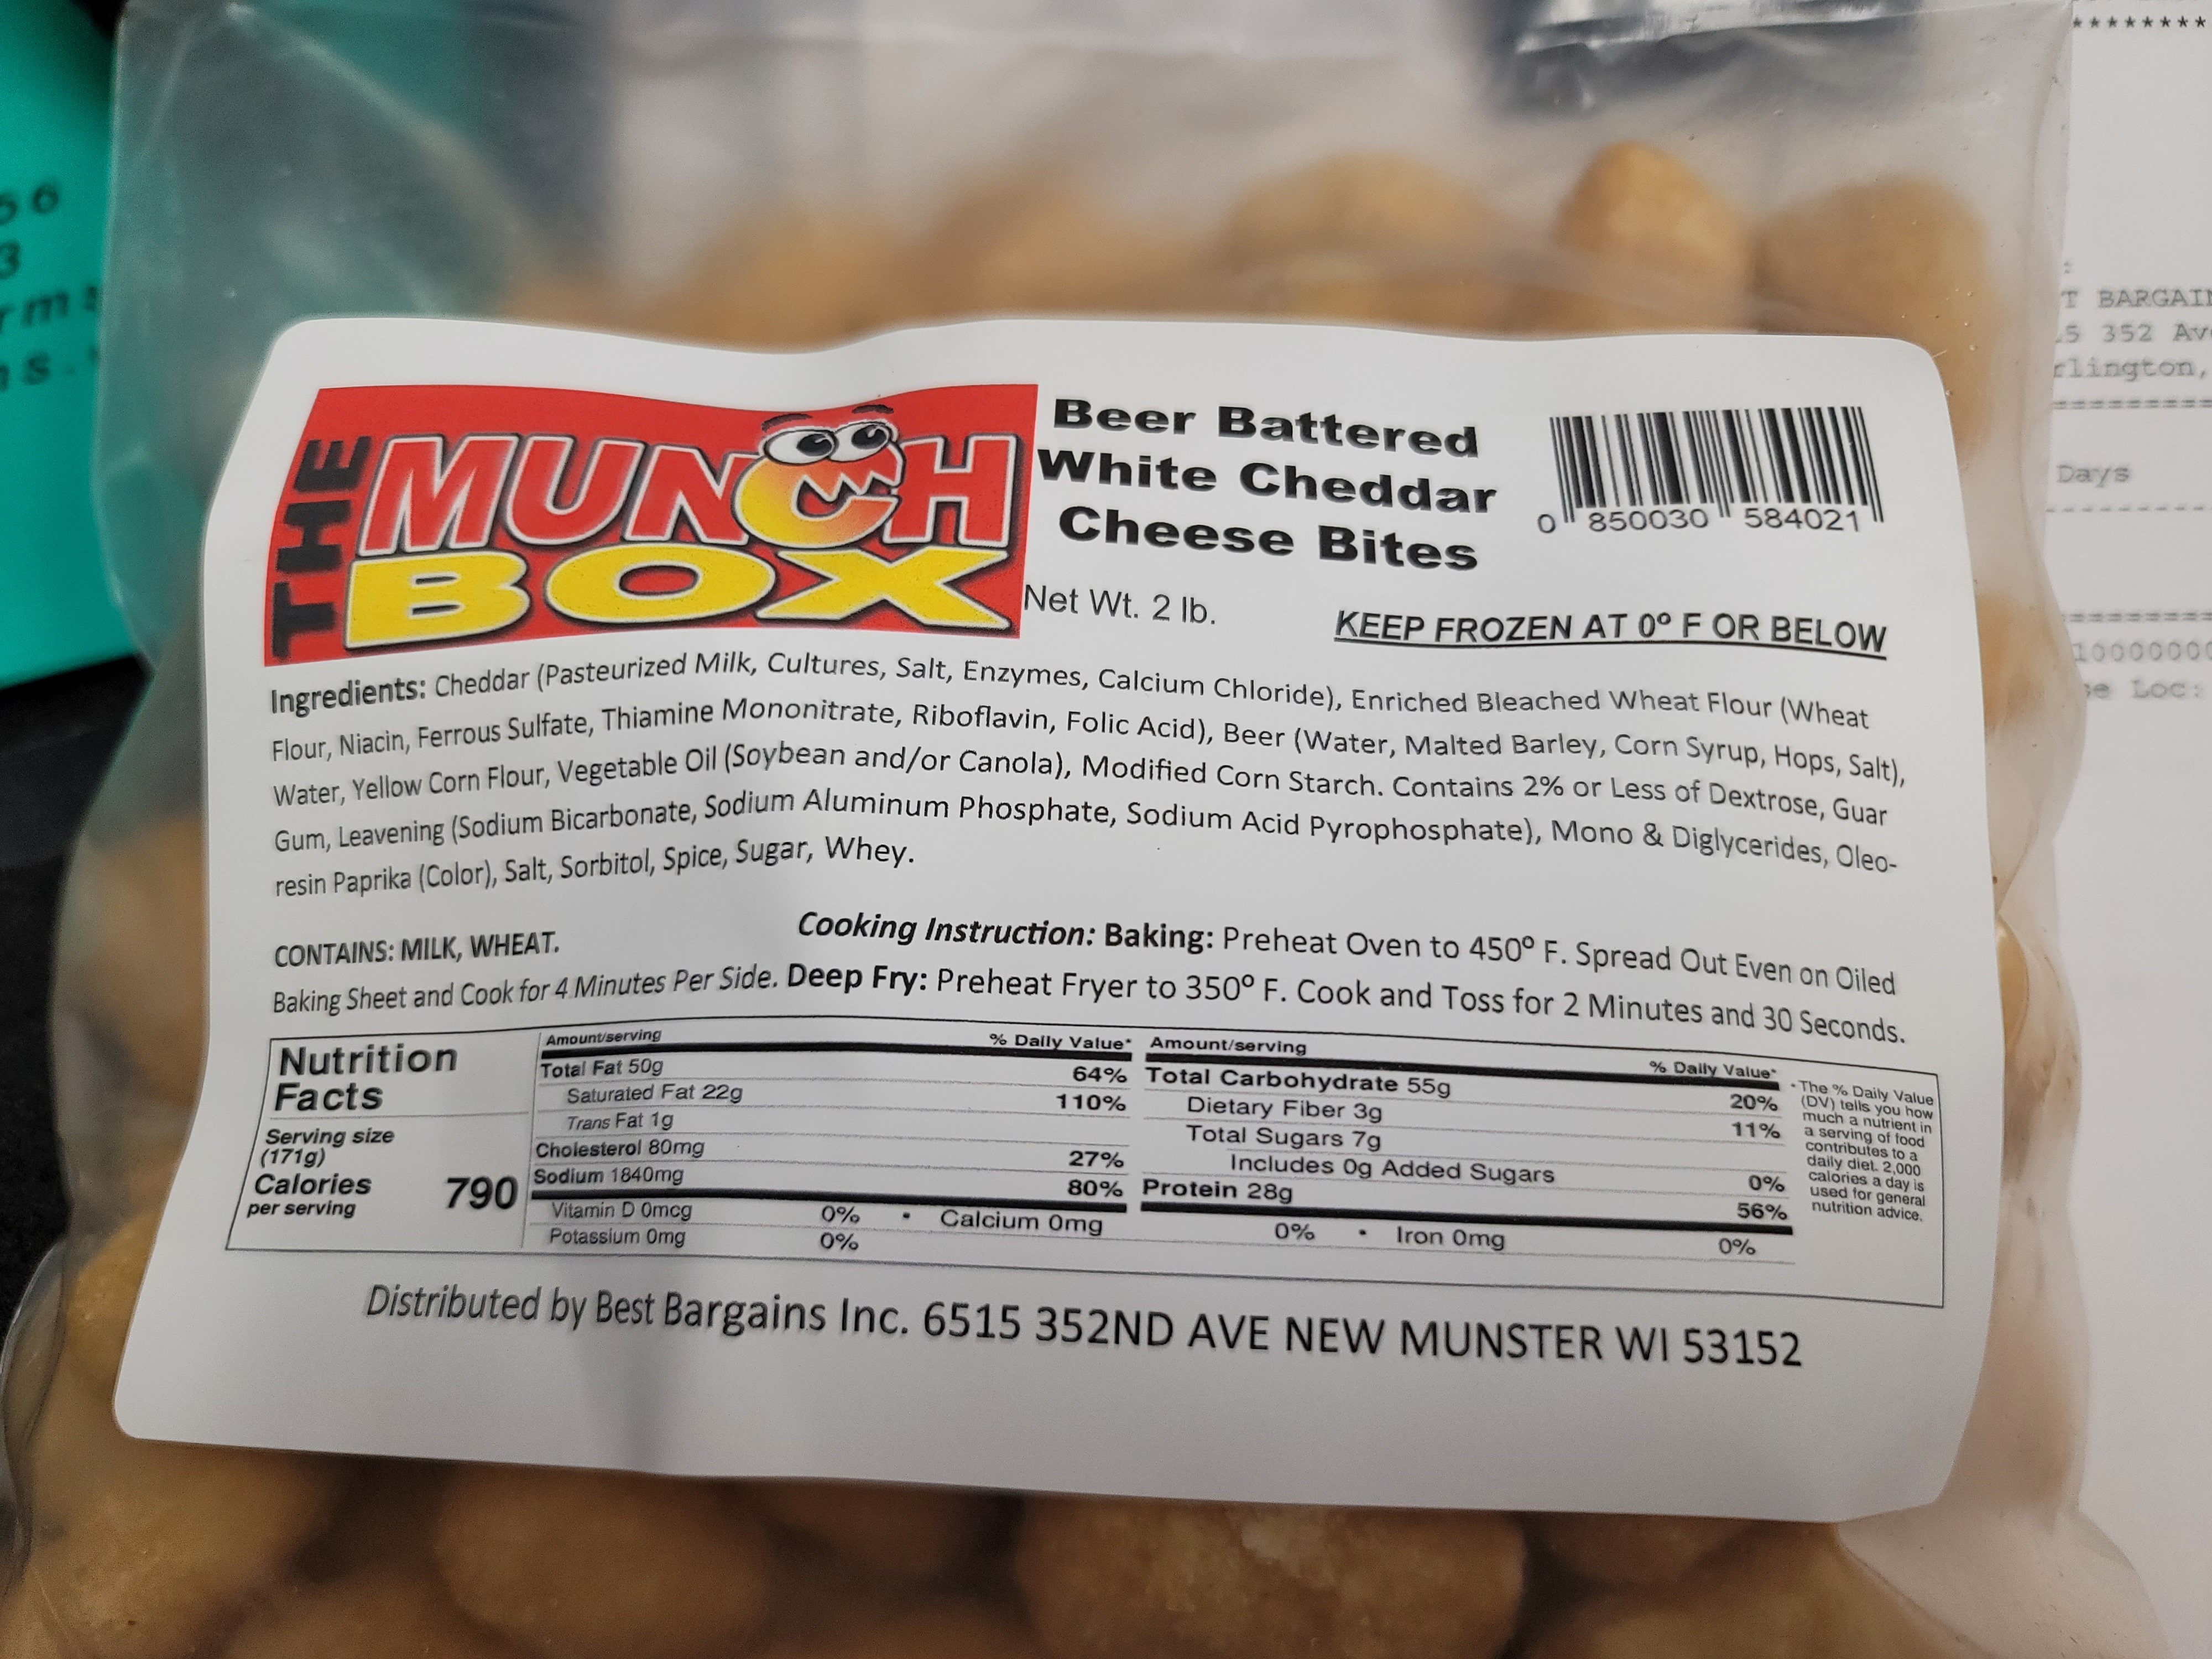 56
3
********
T BARGAIN
5 352 Av
rlington,
Days
Loc:
THE
MUNCH
BOX
Beer Battered
White Cheddar
Cheese Bites
Net Wt. 2 lb.
0 850030 584021
KEEP FROZEN AT 0º F OR BELOW
Ingredients: Cheddar (Pasteurized Milk, Cultures, Salt, Enzymes, Calcium Chloride), Enriched Bleached Wheat Flour (Wheat
Flour, Niacin, Ferrous Sulfate, Thiamine Mononitrate, Riboflavin, Folic Acid), Beer (Water, Malted Barley, Corn Syrup, Hops, Salt),
Water, Yellow Corn Flour, Vegetable Oil (Soybean and/or Canola), Modified Corn Starch. Contains 2% or Less of Dextrose, Guar
Gum, Leavening (Sodium Bicarbonate, Sodium Aluminum Phosphate, Sodium Acid Pyrophosphate), Mono & Diglycerides, Oleo-
resin Paprika (Color), Salt, Sorbitol, Spice, Sugar, Whey.
CONTAINS: MILK, WHEAT. Cooking Instruction: Baking: Preheat Oven to 450º F. Spread Out Even on Oiled
Baking Sheet and Cook for 4 Minutes Per Side. Deep Fry: Preheat Fryer to 350º F. Cook and Toss for 2 Minutes and 30 Seconds.
Nutrition
Facts
Serving size
(171g)
Calories 790
per serving
Amount/serving % Daily Value*
Total Fat 50g 64%
Saturated Fat 22g 110%
Trans Fat 1g
Cholesterol 80mg 27%
Sodium 1840mg 80%
Amount/serving % Daily Value*
Total Carbohydrate 55g 20%
Dietary Fiber 3g 11%
Total Sugars 7g
Includes 0g Added Sugars 0%
Protein 28g 56%
Vitamin D 0mcg 0% • Calcium 0mg 0% • Iron 0mg 0%
Potassium 0mg 0%
*The % Daily Value
(DV) tells you how
much a nutrient in
a serving of food
contributes to a
daily diet. 2,000
calories a day is
used for general
nutrition advice.
Distributed by Best Bargains Inc. 6515 352ND AVE NEW MUNSTER WI 53152